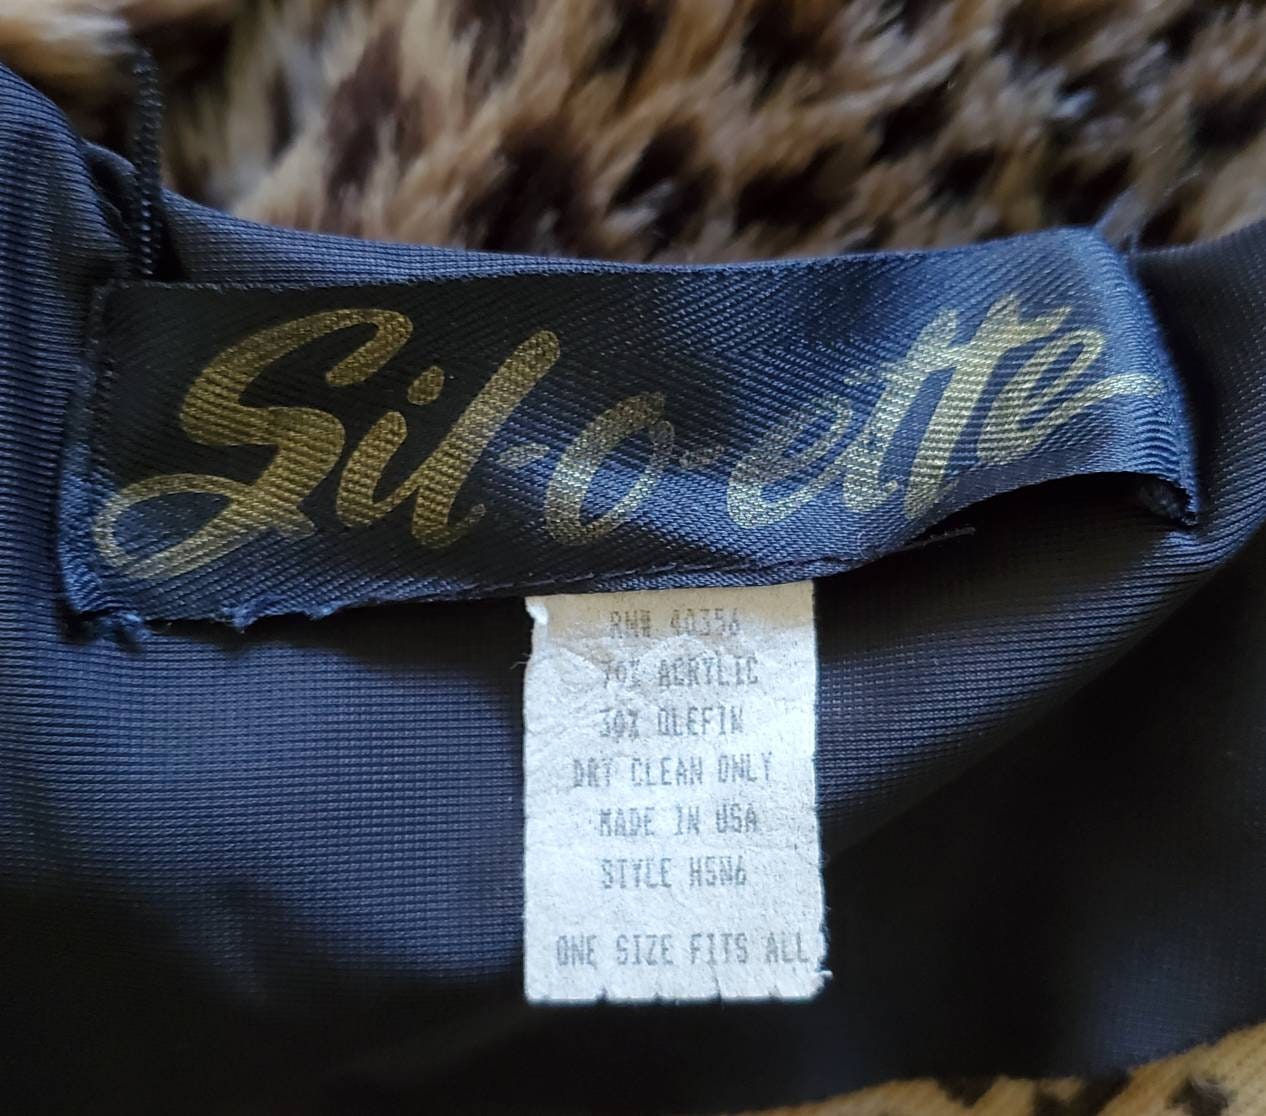 Sil-o-ette
RN# 40356
70% ACRYLIC
30% OLEFIN
DRY CLEAN ONLY
MADE IN USA
STYLE HSN6
ONE SIZE FITS ALL